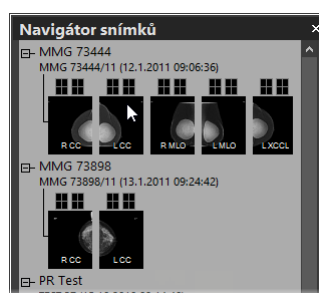 Navigátor snímků
MMG 73444
MMG 73444/11 (12.1.2011 09:06:36)
R CC L CC R MLO L MLO L XCCL
MMG 73898
MMG 73898/11 (13.1.2011 09:24:42)
R CC L CC
PR Test